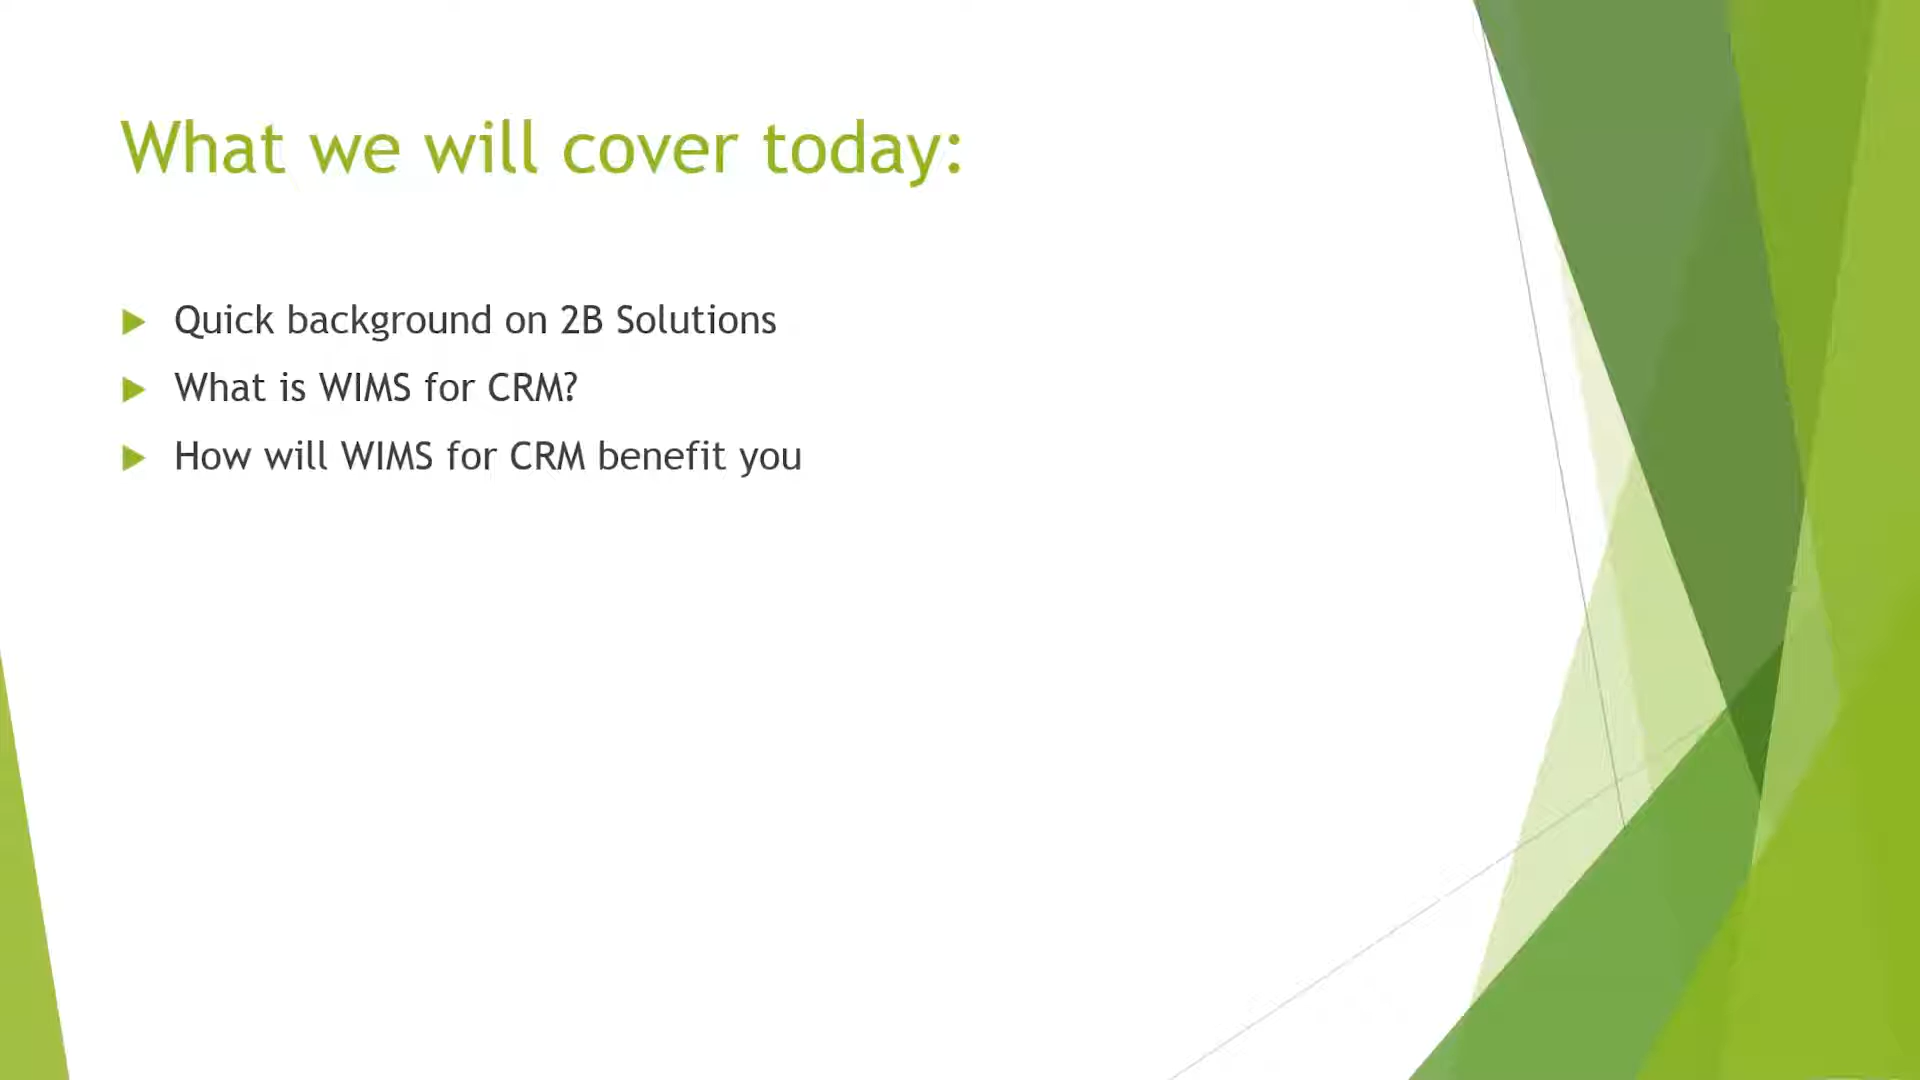 What we will cover today:
Quick background on 2B Solutions
What is WIMS for CRM?
How will WIMS for CRM benefit you